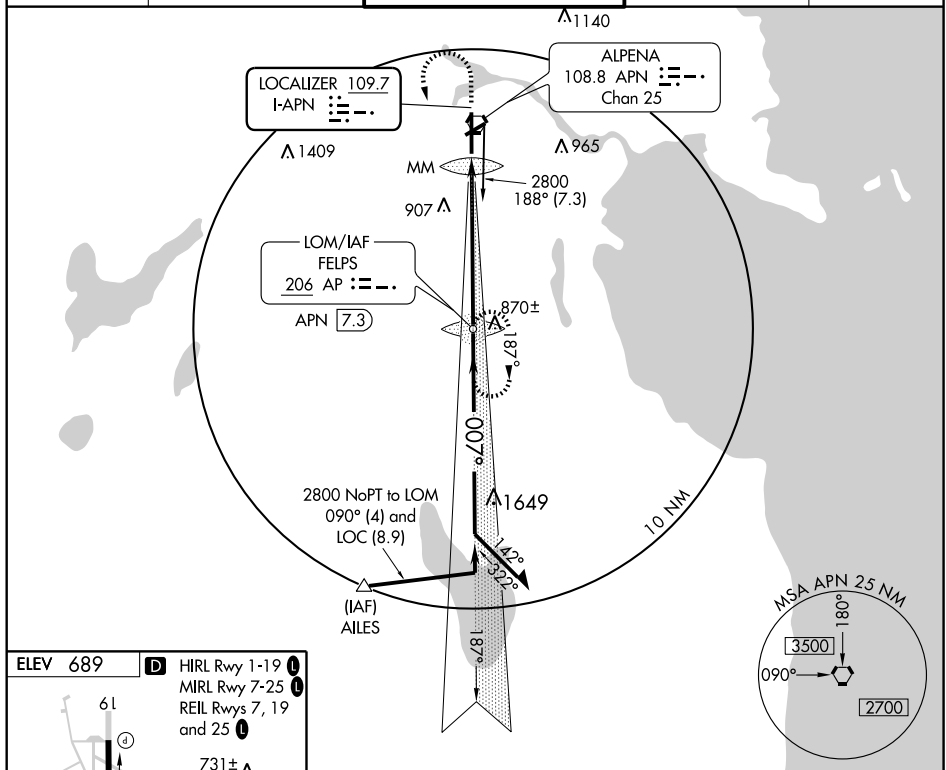 1140
LOCALIZER 109.7
I-APN
ALPENA
108.8 APN
Chan 25
1409
965
MM
2800
188° (7.3)
907
LOM/IAF
FELPS
206 AP
APN 7.3
870±
187°
007°
2800 NoPT to LOM
090° (4) and
LOC (8.9)
1649
10 NM
142°
322°
(IAF)
AILES
187°
MSA APN 25 NM
180°
3500
090°
2700
ELEV 689
D HIRL Rwy 1-19 L
MIRL Rwy 7-25 L
REIL Rwys 7, 19
and 25 L
19
P
731±